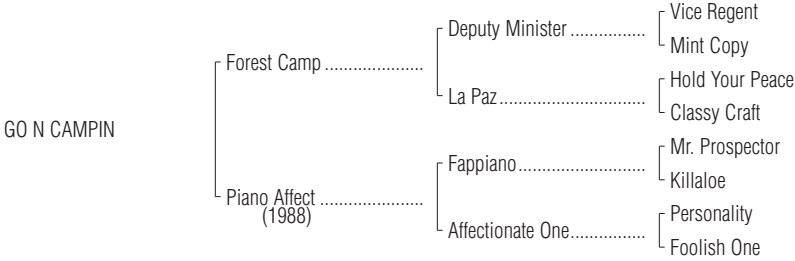 Vice Regent
Deputy Minister ................
Mint Copy
Forest Camp ......................
Hold Your Peace
La Paz...............................
Classy Craft
GO N CAMPIN
Mr. Prospector
Fappiano...........................
Killaloe
Piano Affect ......................
(1988)
Personality
Affectionate One................
Foolish One